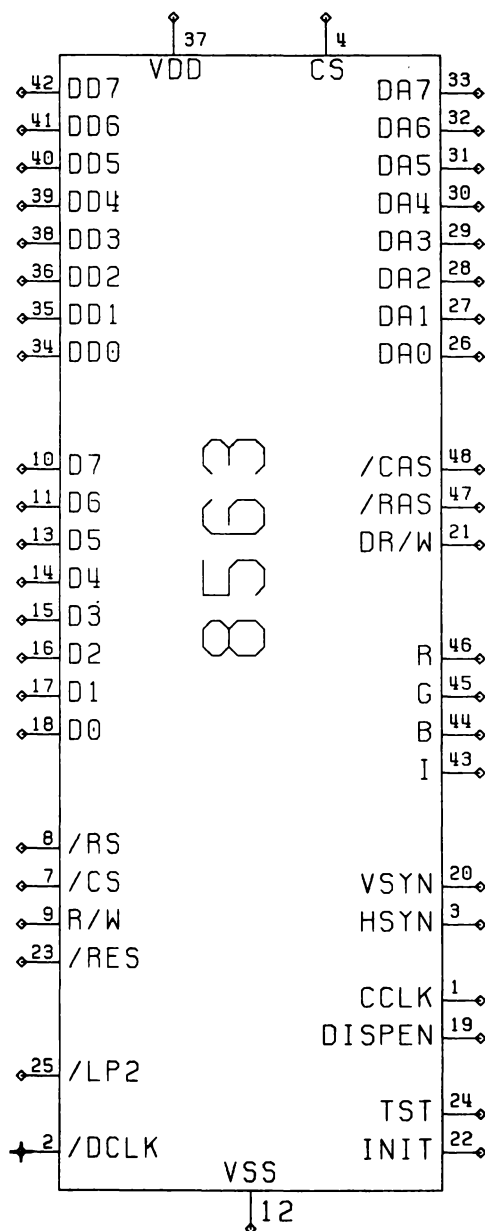 37 4
VDD CS
42 DD7 DA7 33
41 DD6 DA6 32
40 DD5 DA5 31
39 DD4 DA4 30
38 DD3 DA3 29
36 DD2 DA2 28
35 DD1 DA1 27
34 DD0 DA0 26
8563
10 D7 /CAS 48
11 D6 /RAS 47
13 D5 DR/W 21
14 D4
15 D3
16 D2 R 46
17 D1 G 45
18 D0 B 44
I 43
8 /RS
7 /CS VSYN 20
9 R/W HSYN 3
23 /RES
CCLK 1
DISPEN 19
25 /LP2
TST 24
2 /DCLK INIT 22
VSS
12